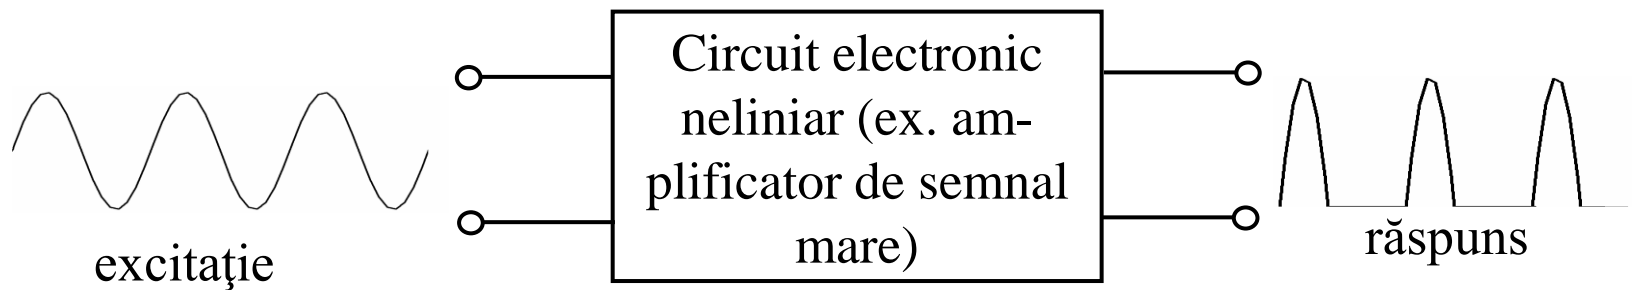 Circuit electronic
neliniar (ex. am-
plificator de semnal
mare)
excitaţie
răspuns